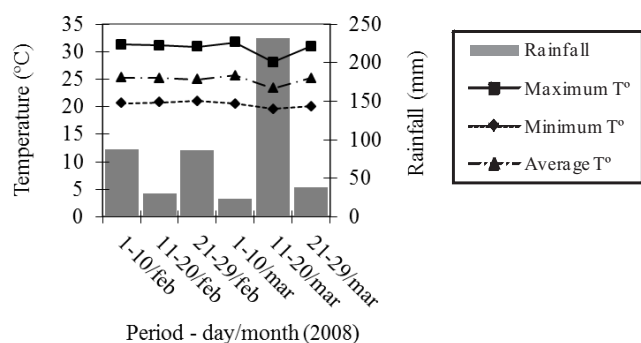 35
30
25
20
15
10
5
0
Temperature (°C)
250
200
150
100
50
0
Rainfall (mm)
1-10/feb
11-20/feb
21-29/feb
1-10/mar
11-20/mar
21-29/mar
Period - day/month (2008)
Rainfall
Maximum Tº
Minimum Tº
Average Tº